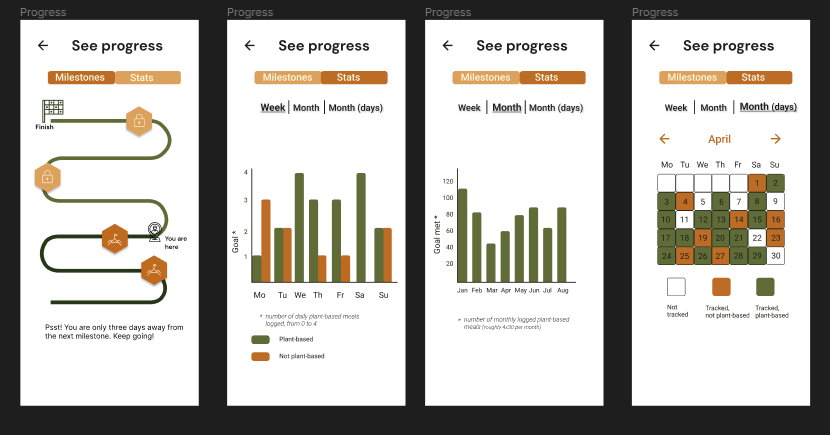 Progress
See progress
Milestones
Stats
Finish
You are
here
Psst! You are only three days away from
the next milestone. Keep going!
Progress
See progress
Milestones
Stats
Week
Month
Month (days)
Goal *
4
3
2
1
Mo Tu We Th Fr Sa Su
* number of daily plant-based meals
logged, from 0 to 4
Plant-based
Not plant-based
Progress
See progress
Milestones
Stats
Week
Month
Month (days)
Goal met *
120
100
80
60
40
20
Jan Feb Mar Apr May Jun Jul Aug
* number of monthly logged plant-based
meals (roughly 4x30 per month)
Progress
See progress
Milestones
Stats
Week
Month
Month (days)
April
Mo Tu We Th Fr Sa Su
1 2
3 4 5 6 7 8 9
10 11 12 13 14 15 16
17 18 19 20 21 22 23
24 25 26 27 28 29 30
Not
tracked
Tracked,
not plant-based
Tracked,
plant-based